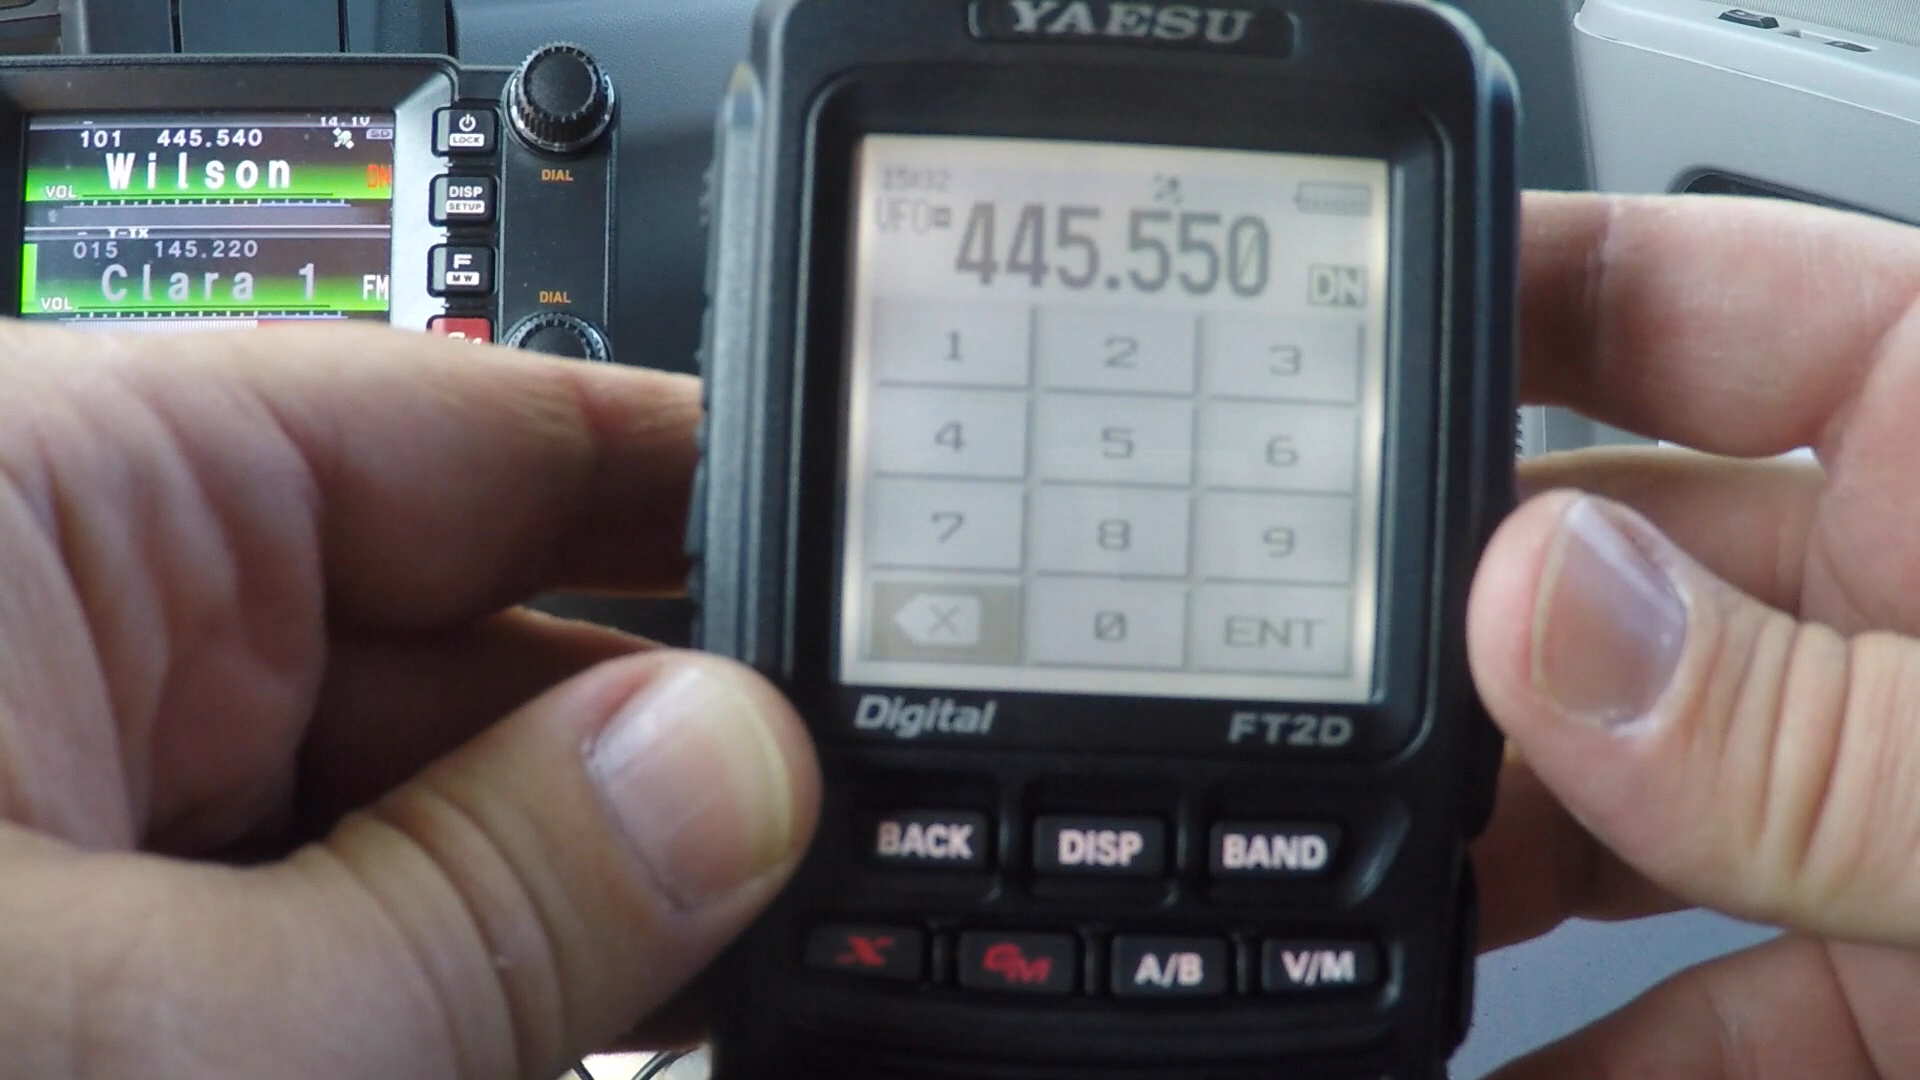 101 445.540
Wilson
DN
VOL
T-TX
015 145.220
Clara 1
FM
VOL
LOCK
DISP
SETUP
F
MW
DIAL
DIAL
YAESU
VFO
445.550
DN
1 2 3
4 5 6
7 8 9
X 0 ENT
Digital FT2D
BACK DISP BAND
X GM A/B V/M